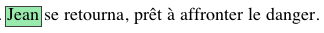 . Jean se retourna, prêt à affronter le danger.